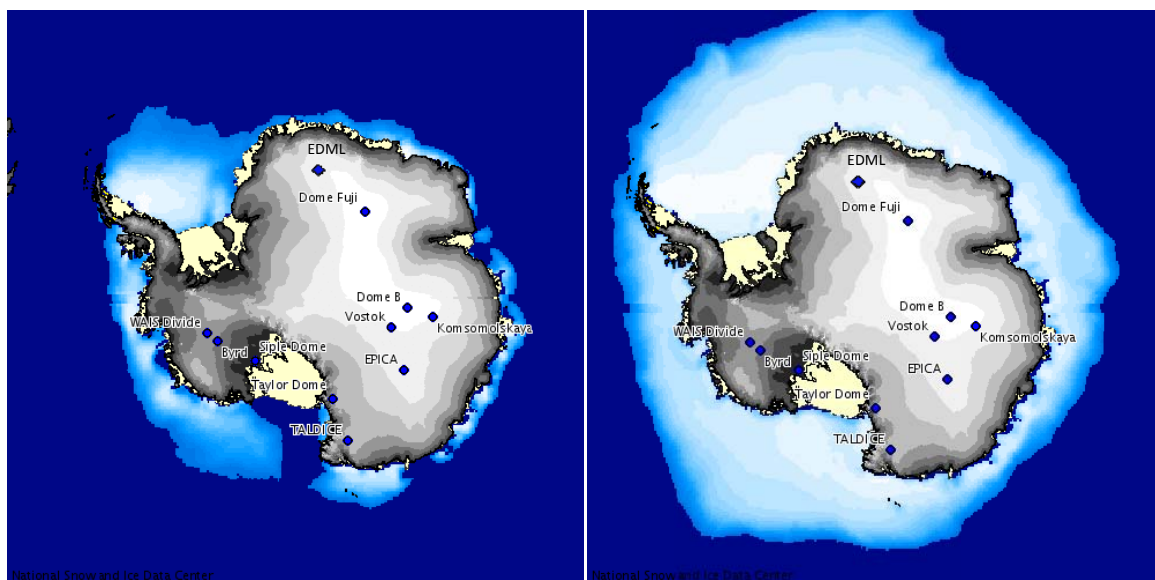 EDML
Dome Fuji
Dome B
Vostok
Komsomolskaya
WAIS Divide
Byrd
Siple Dome
EPICA
Taylor Dome
TALDICE
National Snow and Ice Data Center
EDML
Dome Fuji
Dome B
Vostok
Komsomolskaya
WAIS Divide
Byrd
Siple Dome
EPICA
Taylor Dome
TALDICE
National Snow and Ice Data Center